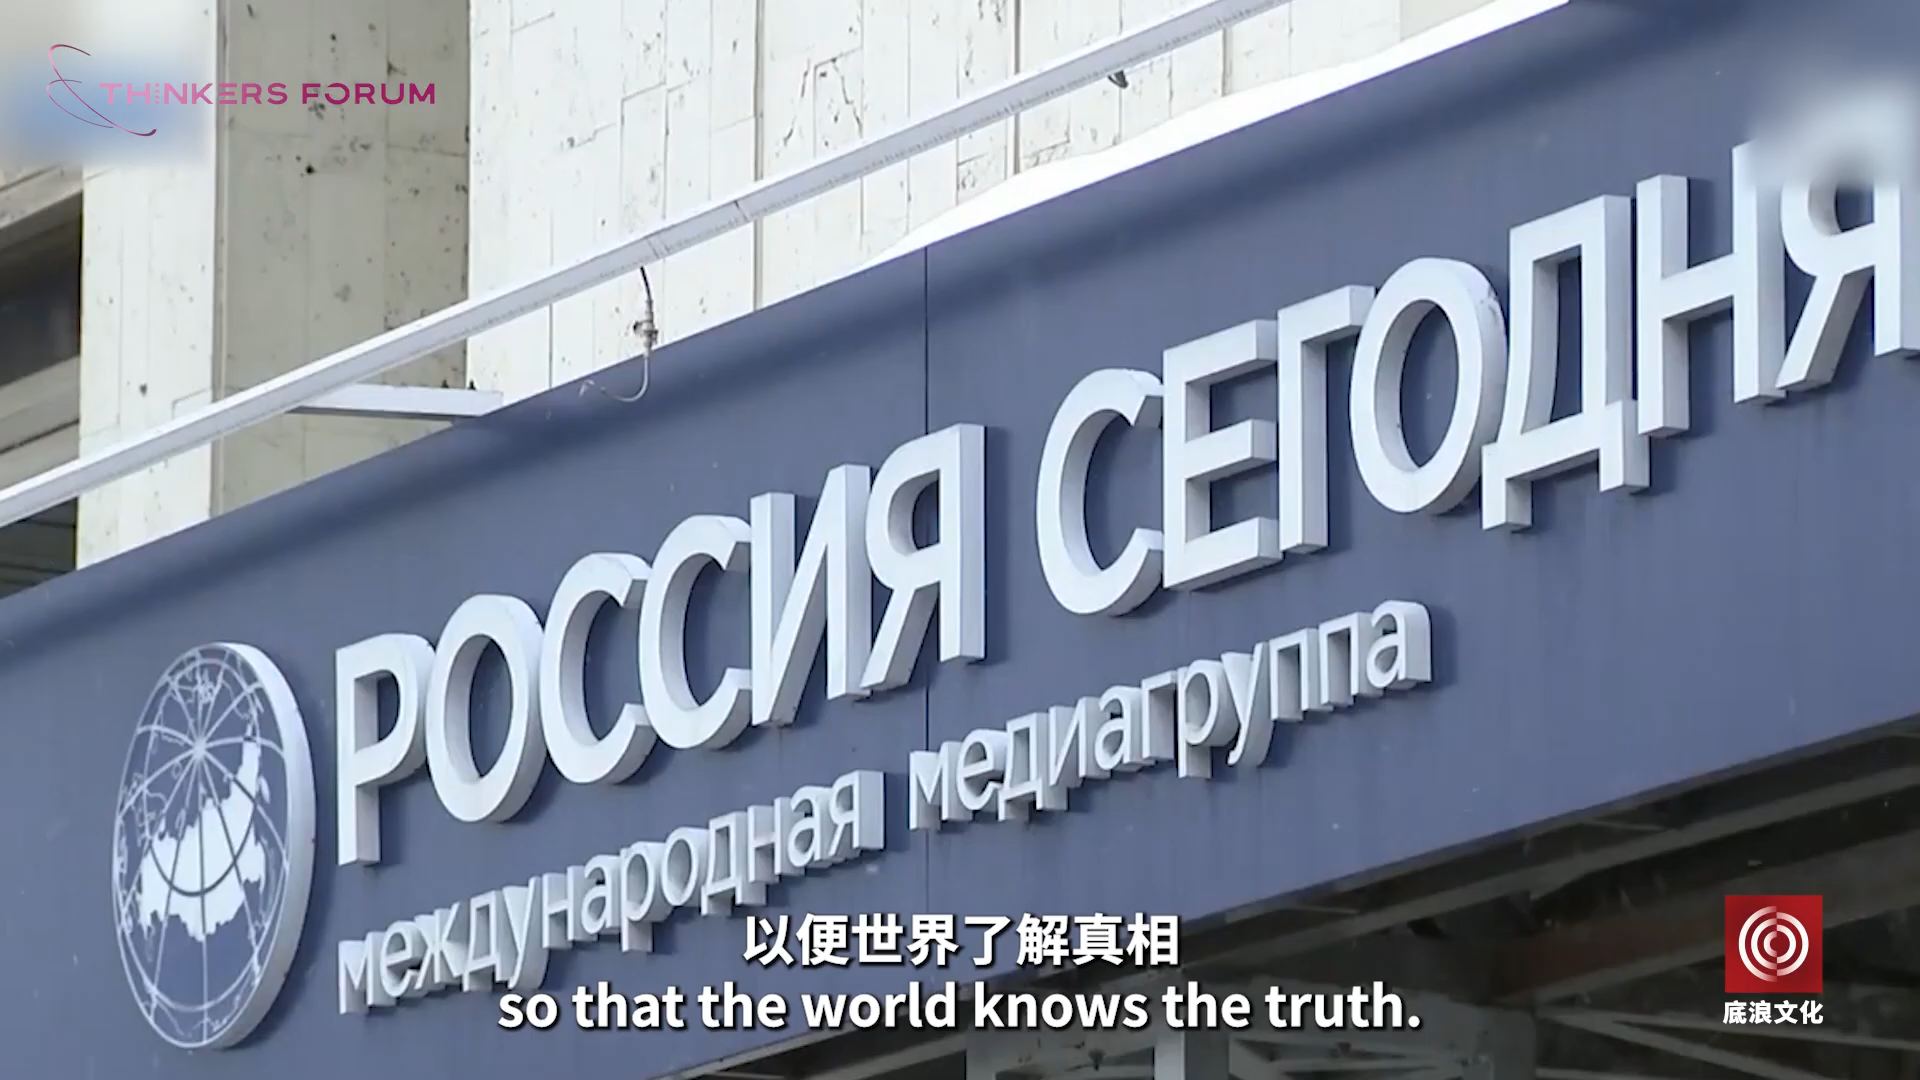 THINKERS FORUM
РОССИЯ СЕГОДНЯ
международная медиагруппа
以便世界了解真相
so that the world knows the truth.
底浪文化